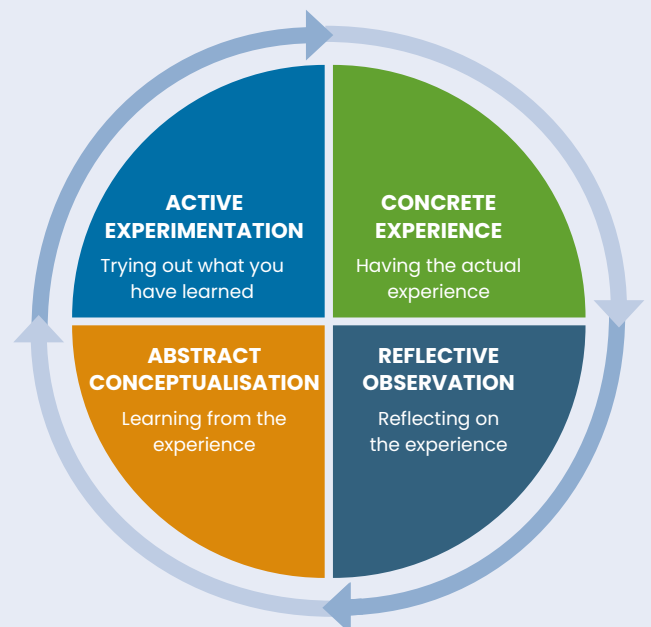 ACTIVE
EXPERIMENTATION
Trying out what you
have learned
CONCRETE
EXPERIENCE
Having the actual
experience
ABSTRACT
CONCEPTUALISATION
Learning from the
experience
REFLECTIVE
OBSERVATION
Reflecting on
the experience